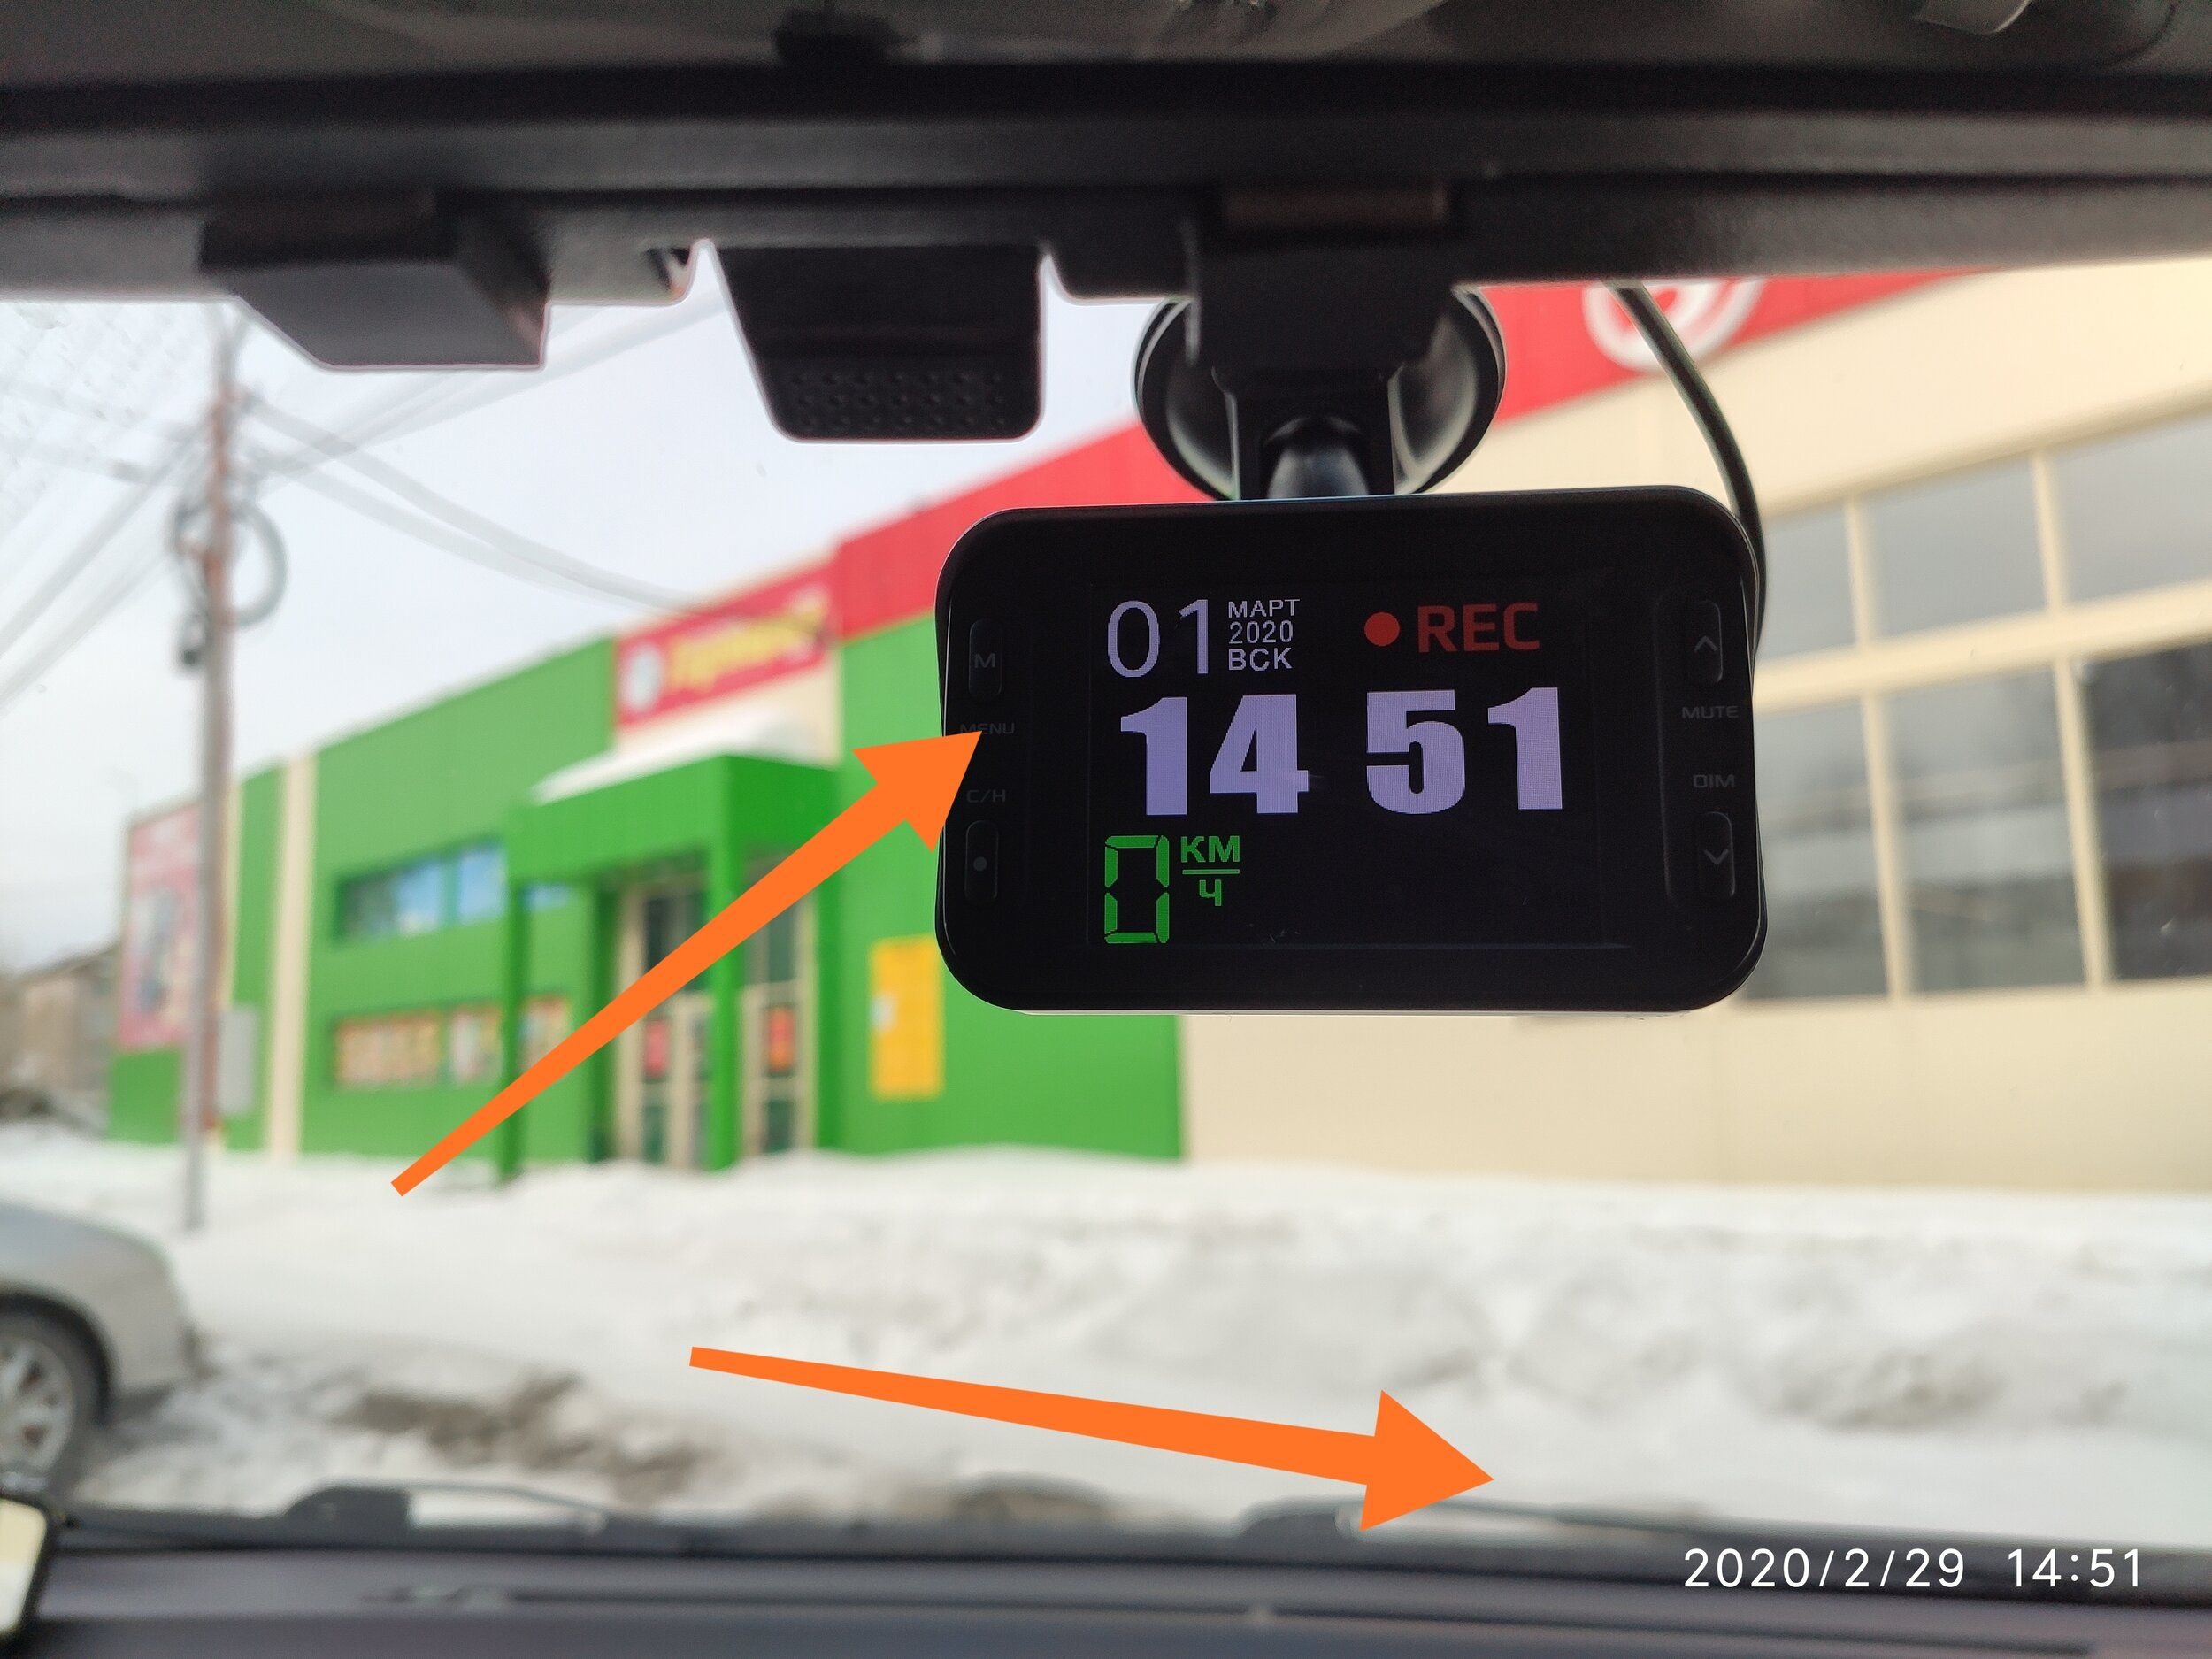 01 МАРТ
2020
ВСК
REC
14 51
0 КМ
Ч
M
MENU
C/H
MUTE
DIM
2020/2/29 14:51